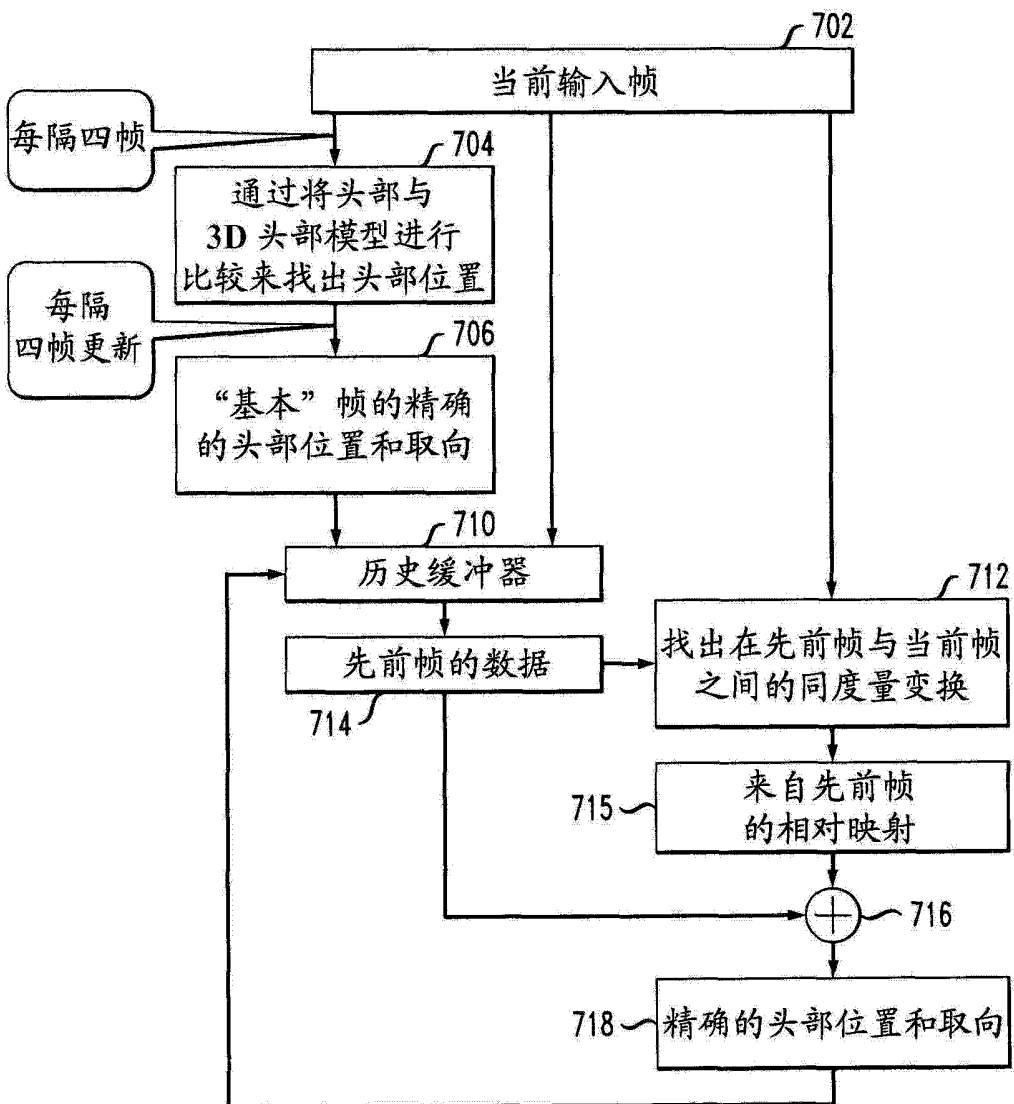 702
当前输入帧
每隔四帧
704
通过将头部与
3D 头部模型进行
比较来找出头部位置
每隔
四帧更新
706
“基本”帧的精确
的头部位置和取向
710
历史缓冲器
712
找出在先前帧与当前帧
之间的同度量变换
先前帧的数据
714
715
来自先前帧
的相对映射
716
718
精确的头部位置和取向